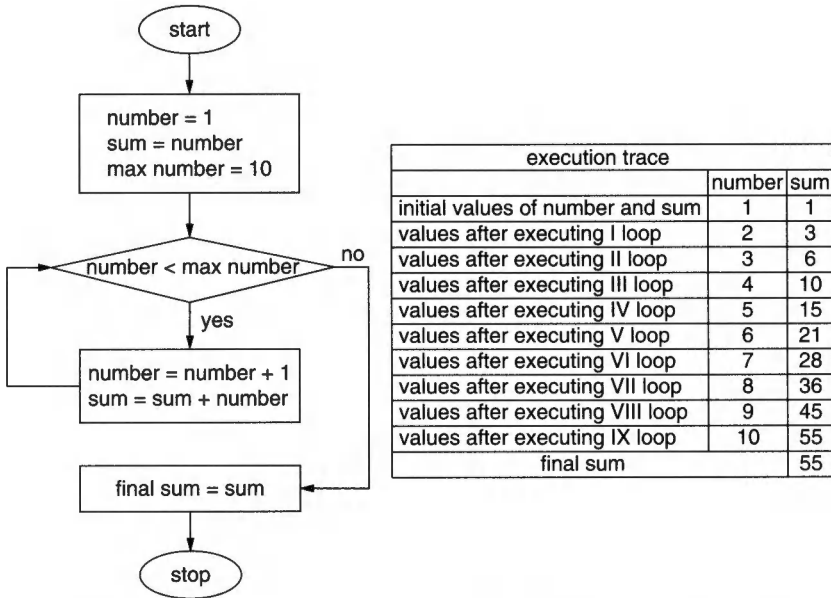 start
number = 1
sum = number
max number = 10
number < max number
no
yes
number = number + 1
sum = sum + number
final sum = sum
stop
execution trace
number sum
initial values of number and sum 1 1
values after executing I loop 2 3
values after executing II loop 3 6
values after executing III loop 4 10
values after executing IV loop 5 15
values after executing V loop 6 21
values after executing VI loop 7 28
values after executing VII loop 8 36
values after executing VIII loop 9 45
values after executing IX loop 10 55
final sum 55